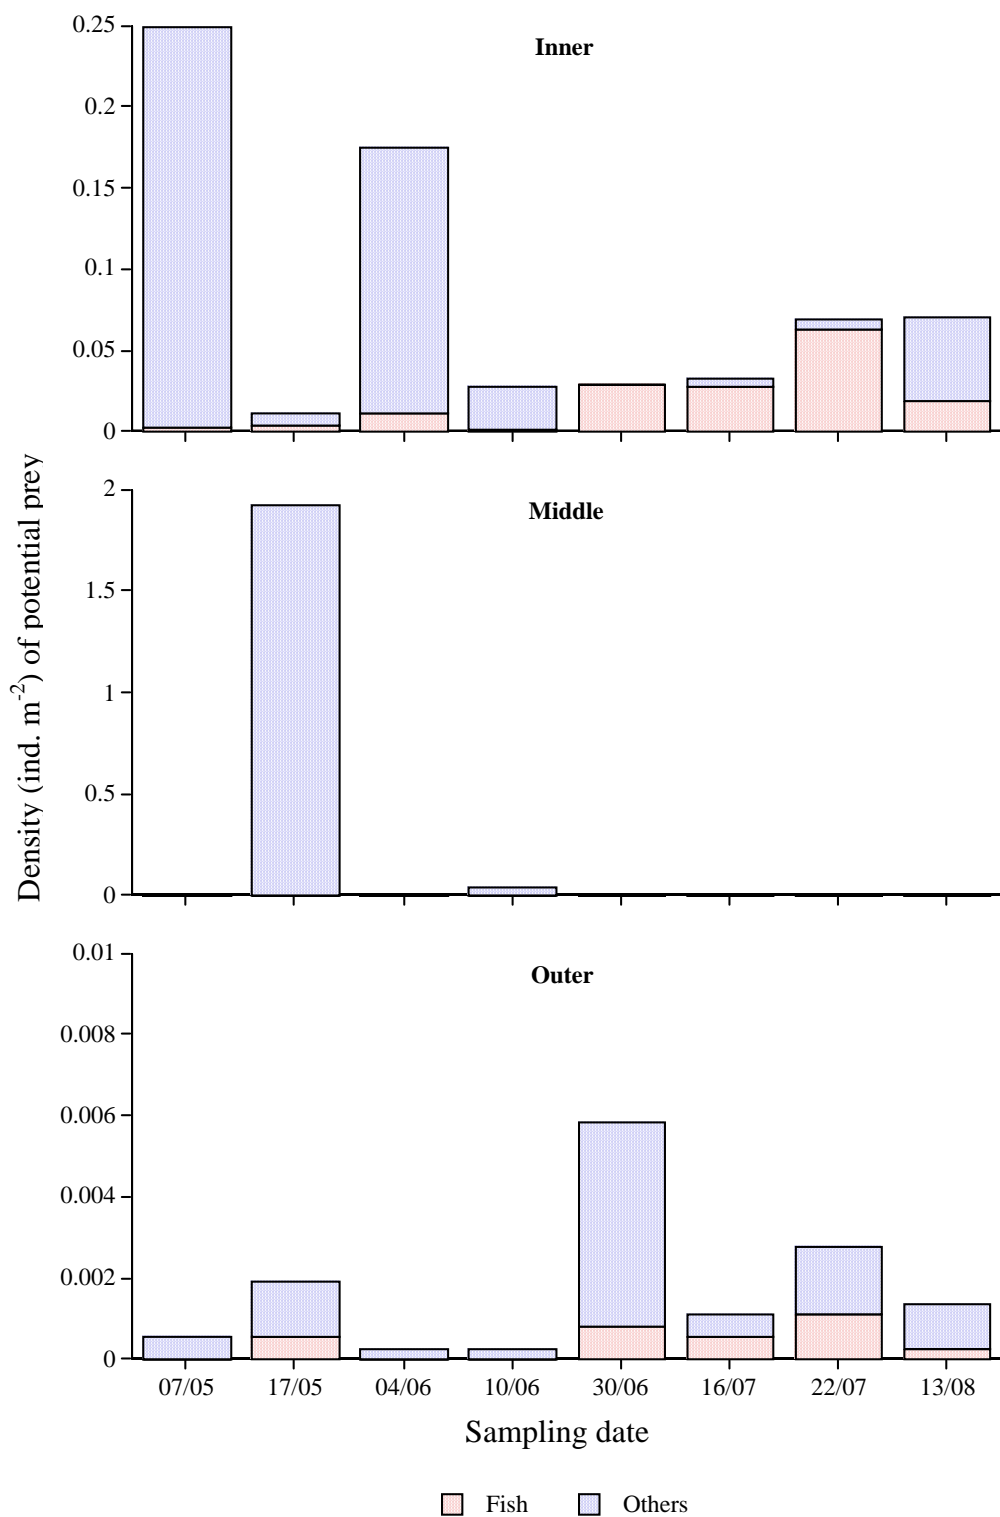 Inner
0.25
0.2
0.15
0.1
0.05
0
Density (ind. m-2) of potential prey
Middle
2
1.5
1
0.5
0
Outer
0.01
0.008
0.006
0.004
0.002
0
07/05 17/05 04/06 10/06 30/06 16/07 22/07 13/08
Sampling date
Fish Others